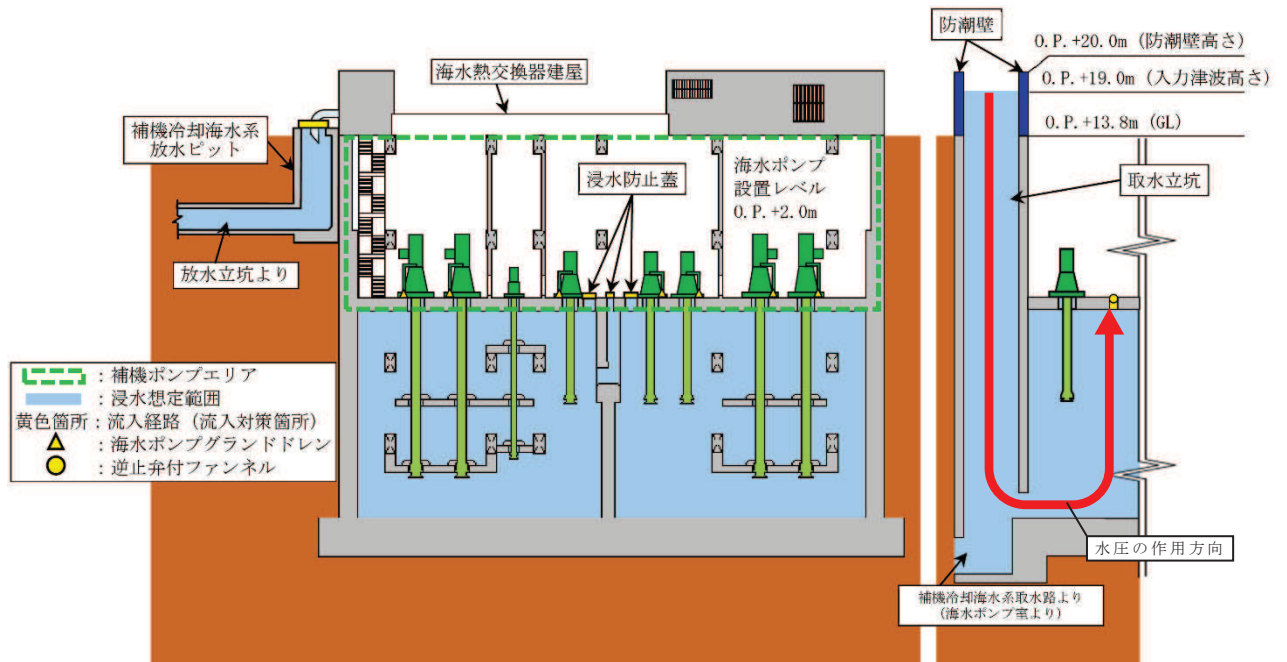 防潮壁
O.P.+20.0m (防潮壁高さ)
海水熱交換器建屋
O.P.+19.0m (入力津波高さ)
補機冷却海水系
放水ピット
O.P.+13.8m (GL)
浸水防止蓋
海水ポンプ
設置レベル
O.P.+2.0m
取水立坑
放水立坑より
：補機ポンプエリア
：浸水想定範囲
黄色箇所：流入経路 (流入対策箇所)
：海水ポンプグランドドレン
：逆止弁付ファンネル
水圧の作用方向
補機冷却海水系取水路より
(海水ポンプ室より)